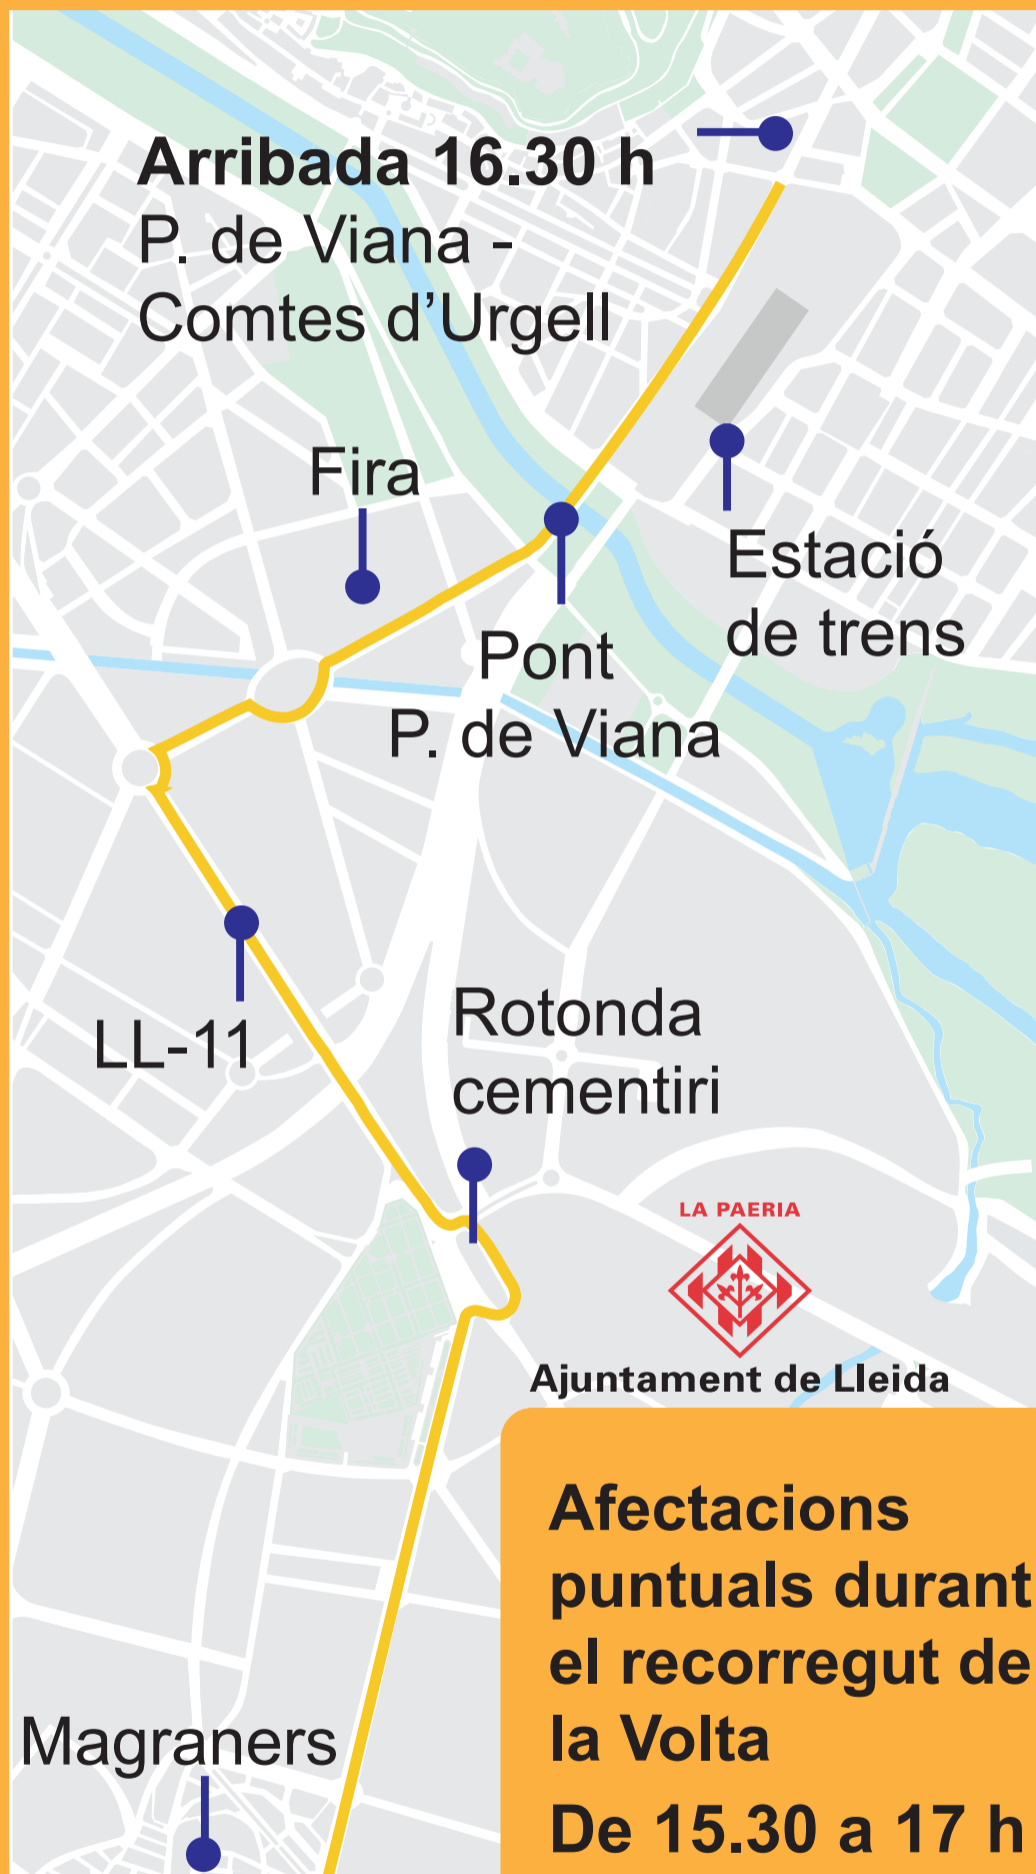 Arribada 16.30 h
P. de Viana -
Comtes d’Urgell
Fira
Estació
de trens
Pont
P. de Viana
LL-11
Rotonda
cementiri
LA PAERIA
Ajuntament de Lleida
Afectacions
puntuals durant
el recorregut de
la Volta
De 15.30 a 17 h
Magraners